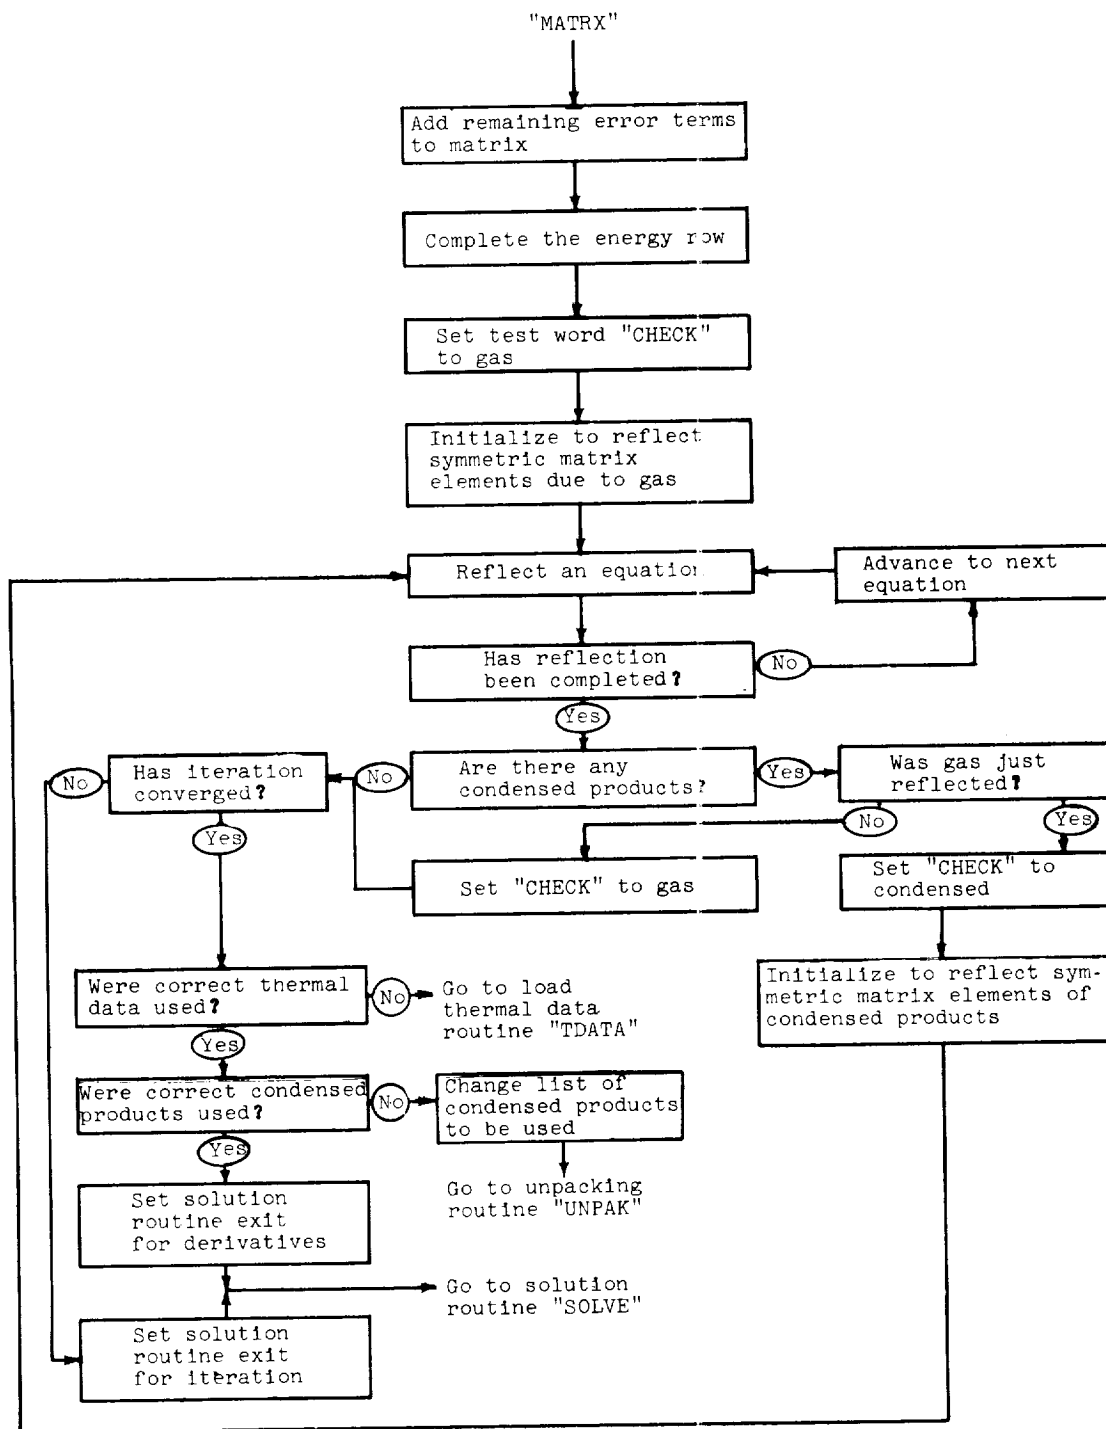 "MATRX"
Add remaining error terms
to matrix
Complete the energy row
Set test word "CHECK"
to gas
Initialize to reflect
symmetric matrix
elements due to gas
Reflect an equation
Advance to next
equation
Has reflection
been completed?
No
Yes
No
Has iteration
converged?
No
Are there any
condensed products?
Yes
Was gas just
reflected?
Yes
No
Yes
Set "CHECK" to gas
Set "CHECK" to
condensed
Were correct thermal
data used?
No
Go to load
thermal data
routine "TDATA"
Initialize to reflect sym-
metric matrix elements of
condensed products
Yes
Were correct condensed
products used?
No
Change list of
condensed products
to be used
Yes
Go to unpacking
routine "UNPAK"
Set solution
routine exit
for derivatives
Go to solution
routine "SOLVE"
Set solution
routine exit
for iteration